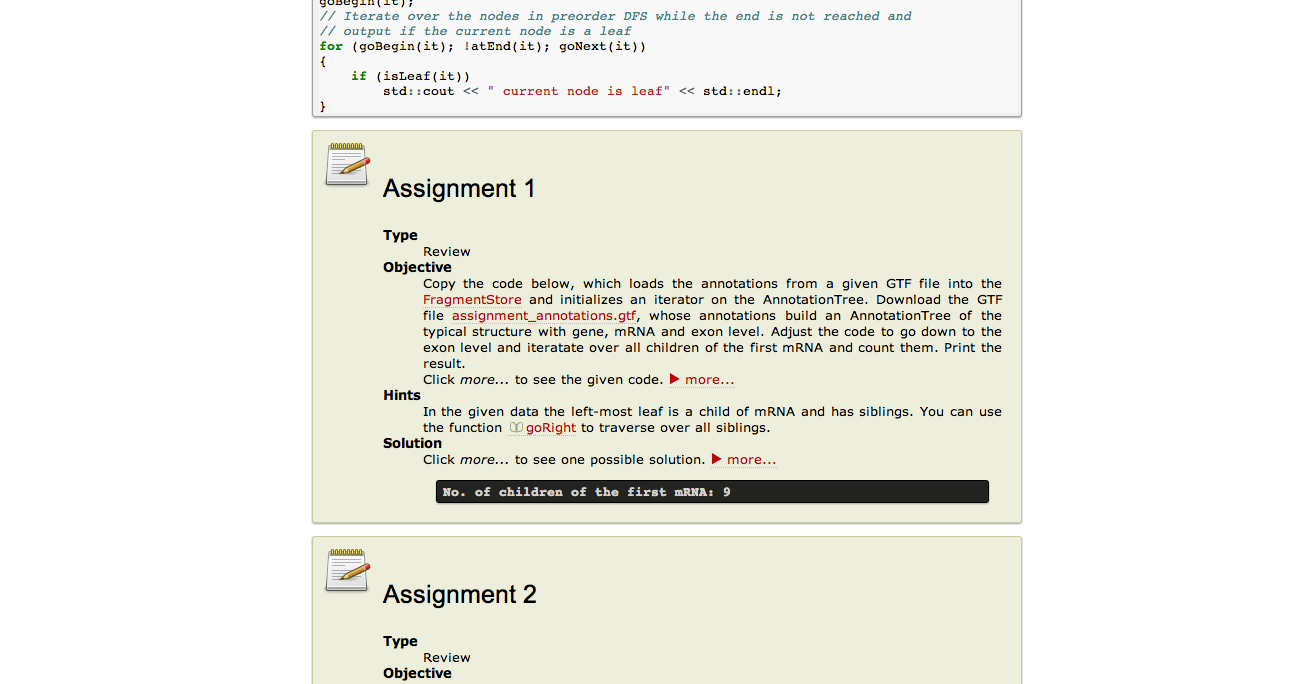 goBegin(it);
// Iterate over the nodes in preorder DFS while the end is not reached and
// output if the current node is a leaf
for (goBegin(it); !atEnd(it); goNext(it))
{
    if (isLeaf(it))
        std::cout << " current node is leaf" << std::endl;
}
Assignment 1
Type
Review
Objective
Copy the code below, which loads the annotations from a given GTF file into the
FragmentStore and initializes an iterator on the AnnotationTree. Download the GTF
file assignment_annotations.gtf, whose annotations build an AnnotationTree of the
typical structure with gene, mRNA and exon level. Adjust the code to go down to the
exon level and iteratate over all children of the first mRNA and count them. Print the
result.
Click more... to see the given code. ▶ more...
Hints
In the given data the left-most leaf is a child of mRNA and has siblings. You can use
the function goRight to traverse over all siblings.
Solution
Click more... to see one possible solution. ▶ more...
No. of children of the first mRNA: 9
Assignment 2
Type
Review
Objective